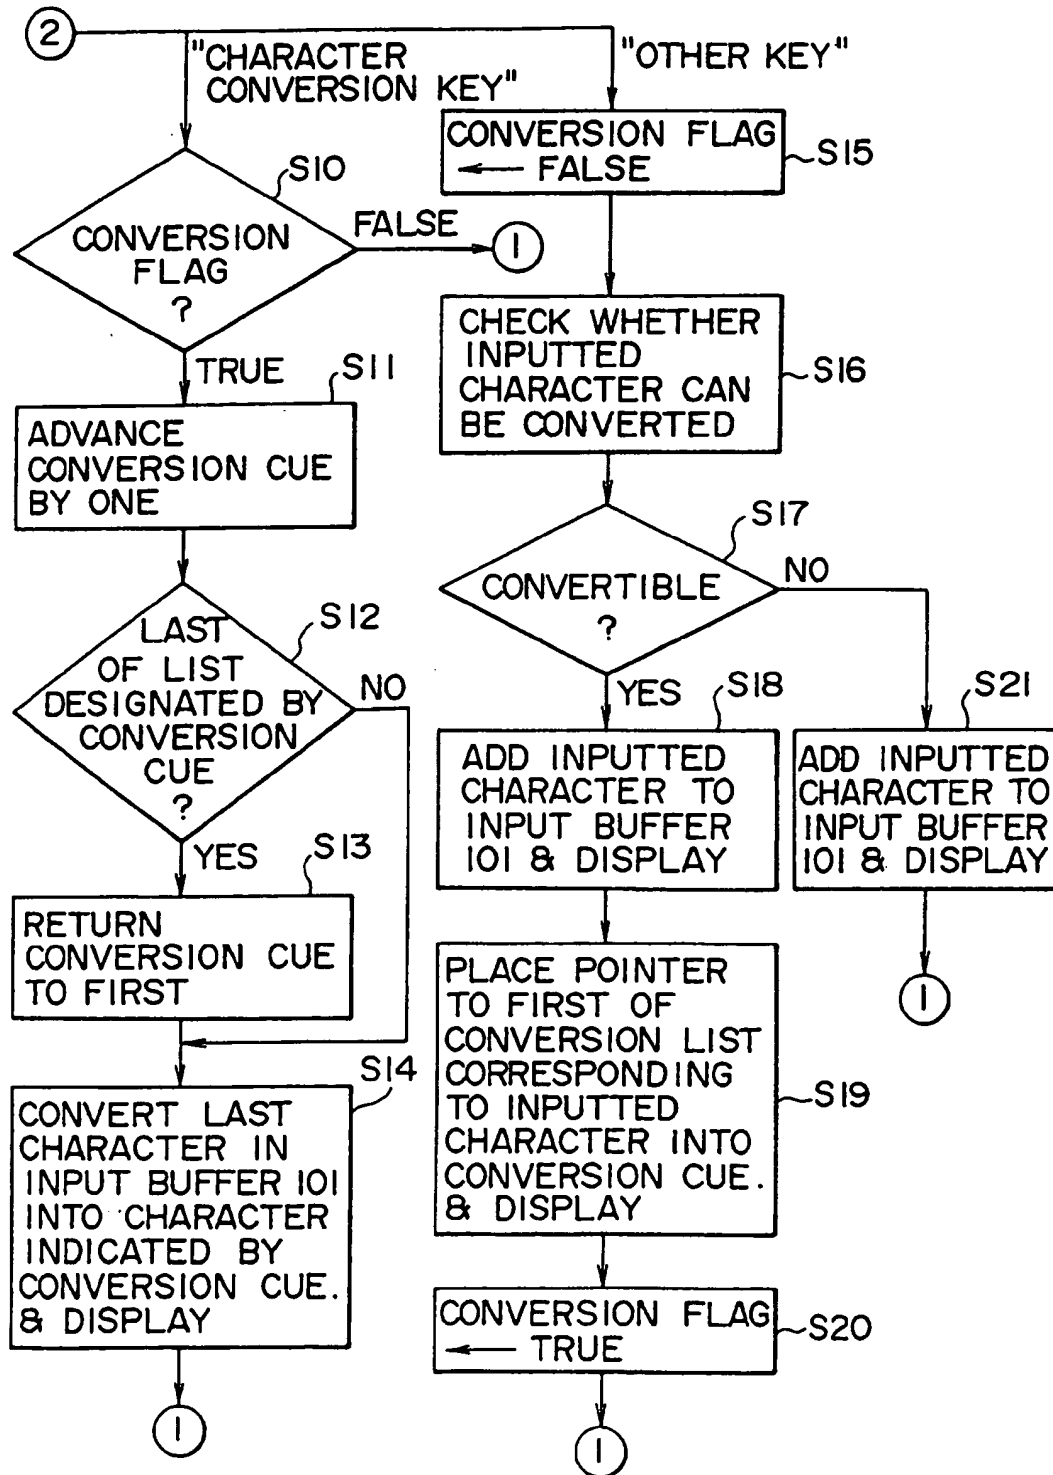 2
"CHARACTER
CONVERSION KEY"
"OTHER KEY"
S10
CONVERSION
FLAG
?
FALSE
1
TRUE
S11
ADVANCE
CONVERSION CUE
BY ONE
S12
LAST
OF LIST
DESIGNATED BY
CONVERSION
CUE
?
NO
YES
S13
RETURN
CONVERSION CUE
TO FIRST
S14
CONVERT LAST
CHARACTER IN
INPUT BUFFER 101
INTO CHARACTER
INDICATED BY
CONVERSION CUE.
& DISPLAY
1
CONVERSION FLAG
← FALSE
S15
CHECK WHETHER
INPUTTED
CHARACTER CAN
BE CONVERTED
S16
S17
CONVERTIBLE
?
NO
YES
S18
ADD INPUTTED
CHARACTER TO
INPUT BUFFER
101 & DISPLAY
PLACE POINTER
TO FIRST OF
CONVERSION LIST
CORRESPONDING
TO INPUTTED
CHARACTER INTO
CONVERSION CUE.
& DISPLAY
S19
CONVERSION FLAG
← TRUE
S20
1
S21
ADD INPUTTED
CHARACTER TO
INPUT BUFFER
101 & DISPLAY
1